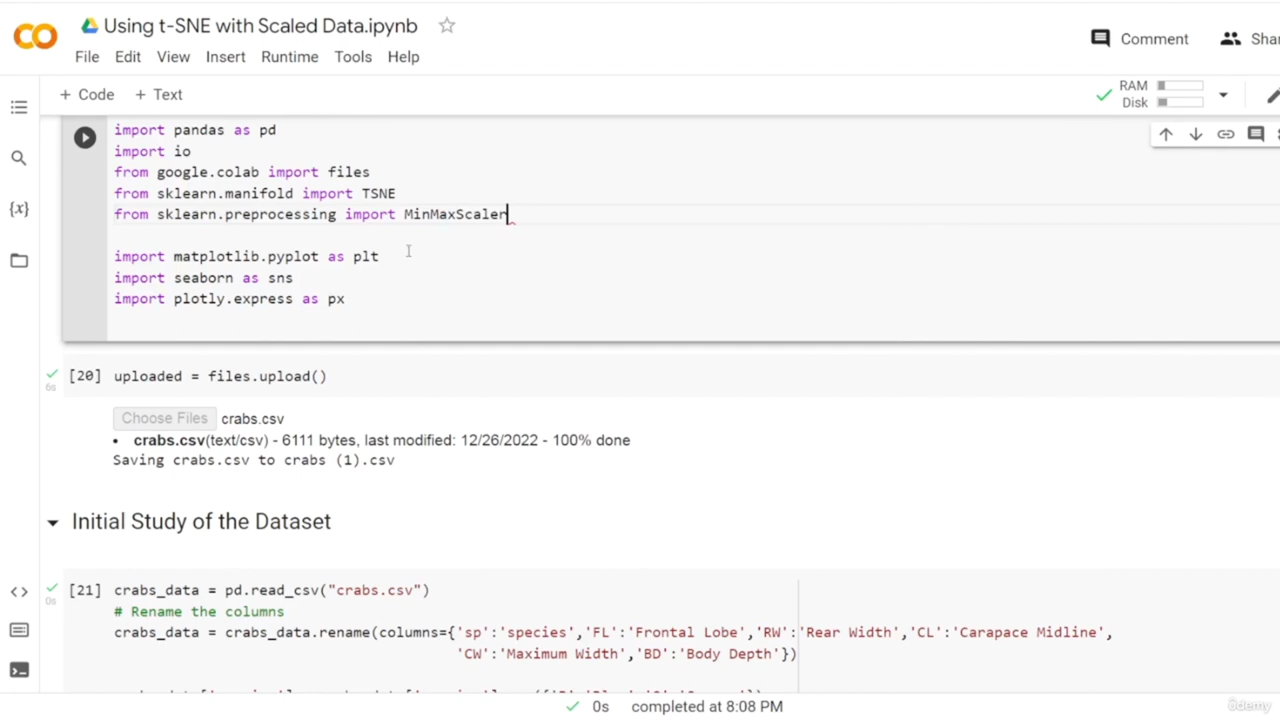 CO Using t-SNE with Scaled Data.ipynb
Comment
File Edit View Insert Runtime Tools Help
+ Code + Text
RAM
Disk
import pandas as pd
import io
from google.colab import files
from sklearn.manifold import TSNE
from sklearn.preprocessing import MinMaxScaler
{x}
import matplotlib.pyplot as plt
import seaborn as sns
import plotly.express as px
[20] uploaded = files.upload()
6s
Choose Files crabs.csv
• crabs.csv(text/csv) - 6111 bytes, last modified: 12/26/2022 - 100% done
Saving crabs.csv to crabs (1).csv
Initial Study of the Dataset
[21] crabs_data = pd.read_csv("crabs.csv")
0s
# Rename the columns
crabs_data = crabs_data.rename(columns={'sp':'species','FL':'Frontal Lobe','RW':'Rear Width','CL':'Carapace Midline',
'CW':'Maximum Width','BD':'Body Depth'})
0s completed at 8:08 PM
ûdemy